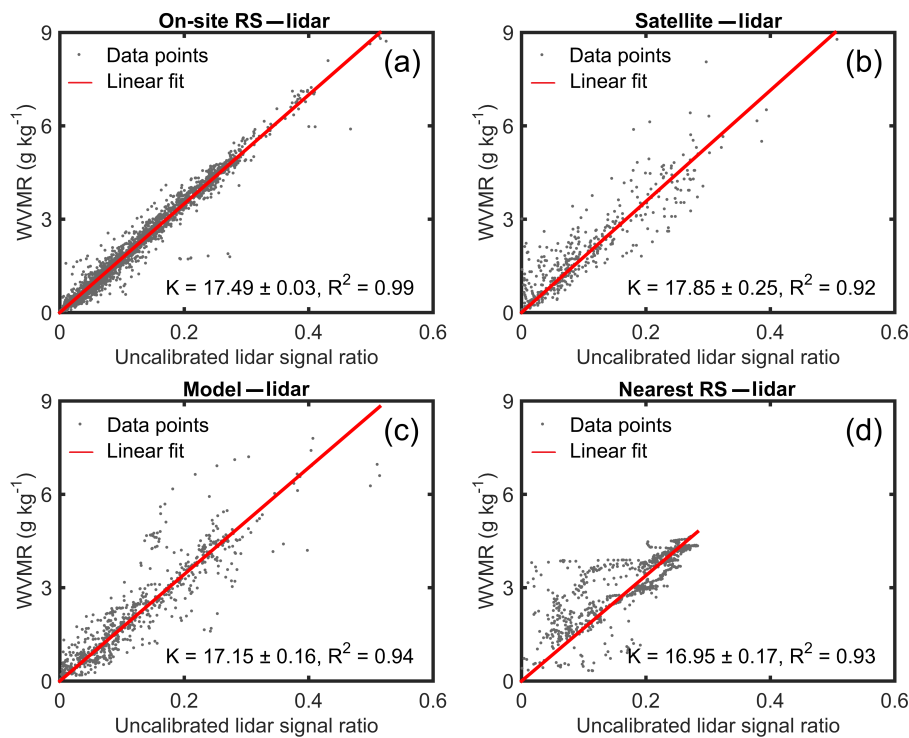 On-site RS—lidar
9
6
3
0
WVMR (g kg⁻¹)
Data points
Linear fit
(a)
K = 17.49 ± 0.03, R² = 0.99
0 0.2 0.4 0.6
Uncalibrated lidar signal ratio
Satellite—lidar
9
6
3
0
WVMR (g kg⁻¹)
Data points
Linear fit
(b)
K = 17.85 ± 0.25, R² = 0.92
0 0.2 0.4 0.6
Uncalibrated lidar signal ratio
Model—lidar
9
6
3
0
WVMR (g kg⁻¹)
Data points
Linear fit
(c)
K = 17.15 ± 0.16, R² = 0.94
0 0.2 0.4 0.6
Uncalibrated lidar signal ratio
Nearest RS—lidar
9
6
3
0
WVMR (g kg⁻¹)
Data points
Linear fit
(d)
K = 16.95 ± 0.17, R² = 0.93
0 0.2 0.4 0.6
Uncalibrated lidar signal ratio